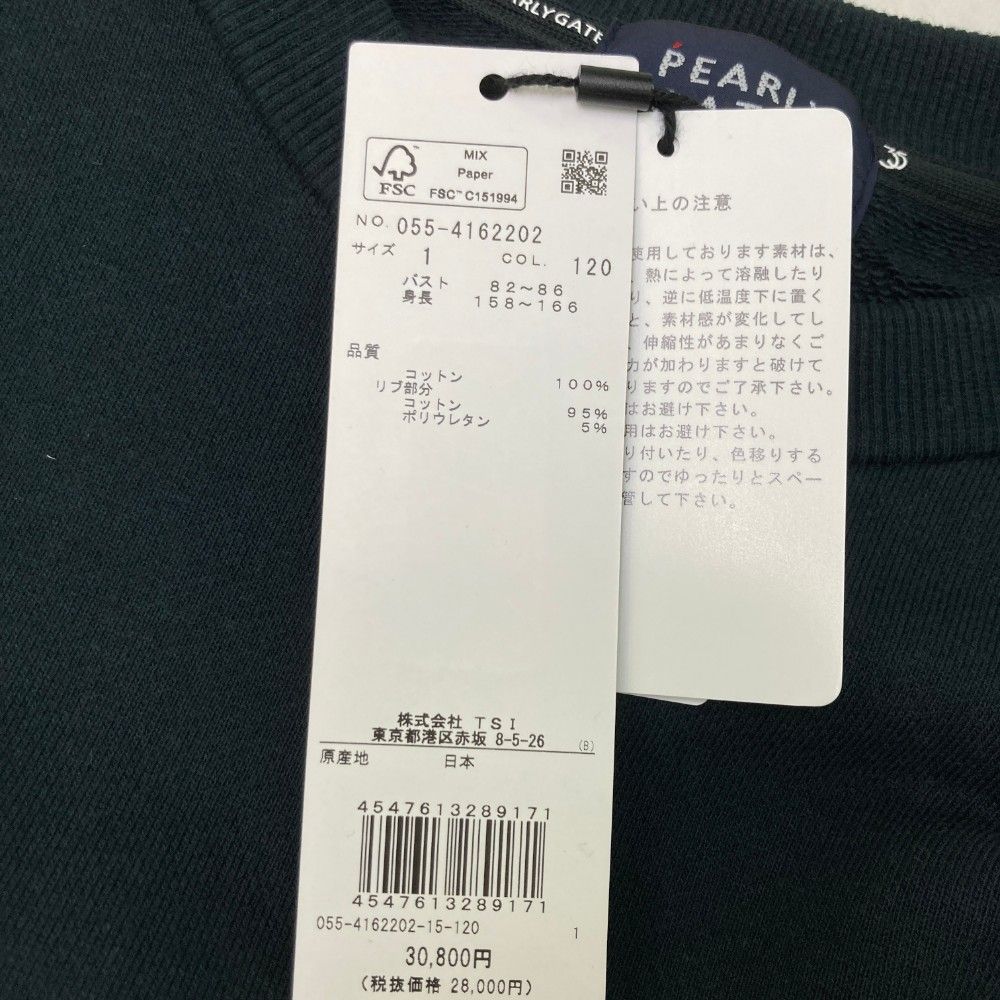 ARLYGATE
PEARLY
MIX
Paper
FSC
FSC™ C151994
NO. 055-4162202
サイズ 1 COL. 120
バスト 82～86
身長 158～166
品質
コットン 100%
リブ部分
コットン 95%
ポリウレタン 5%
株式会社 TSI
東京都港区赤坂 8-5-26 (B)
原産地 日本
4547613289171
4547613289171
055-4162202-15-120 1
30,800円
(税抜価格 28,000円)
い上の注意
使用しております素材は、
熱によって溶融したり
り、逆に低温度下に置く
と、素材感が変化してし
伸縮性があまりなくご
力が加わりますと破けて
りますのでご了承下さい。
はお避け下さい。
用はお避け下さい。
り付いたり、色移りする
すのでゆったりとスペー
管して下さい。